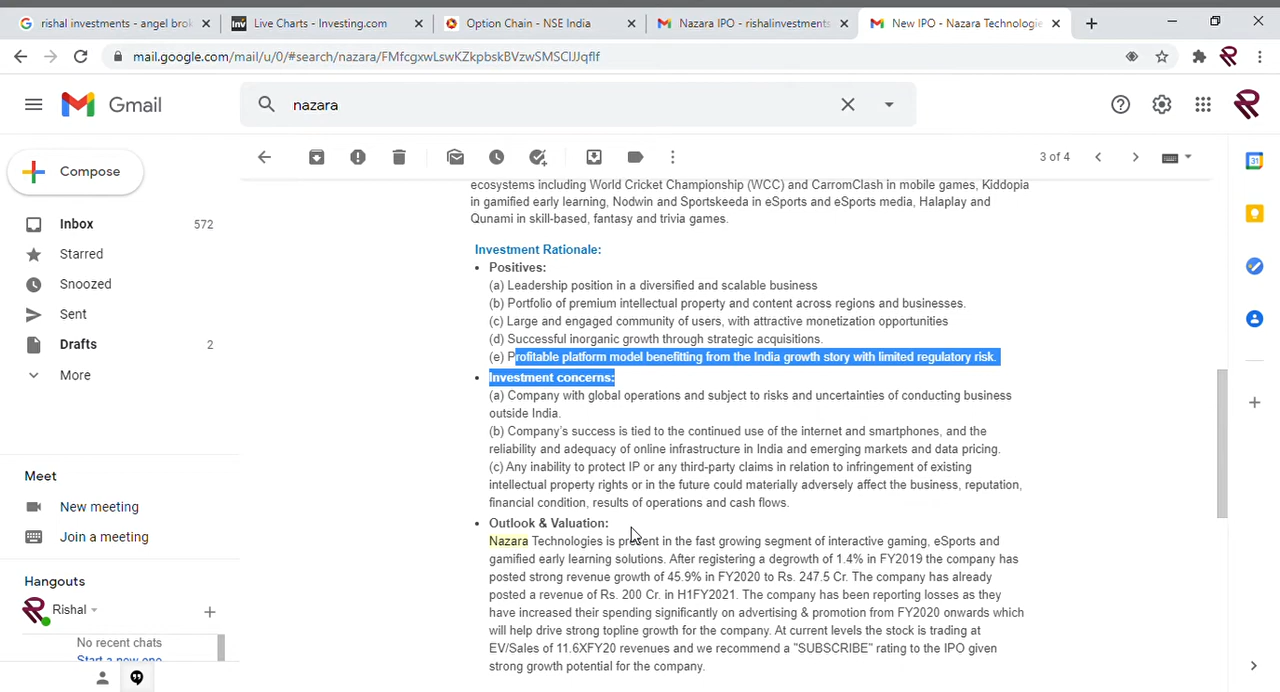 rishal investments - angel brok
Live Charts - Investing.com
Option Chain - NSE India
Nazara IPO - rishalinvestments
New IPO - Nazara Technologie
mail.google.com/mail/u/0/#search/nazara/FMfcgxwLswKZkpbskBVzwSMSClJJqflf
Gmail
nazara
Compose
3 of 4
Inbox 572
Starred
Snoozed
Sent
Drafts 2
More
Meet
New meeting
Join a meeting
Hangouts
Rishal
No recent chats
Start a new one
ecosystems including World Cricket Championship (WCC) and CarromClash in mobile games, Kiddopia
in gamified early learning, Nodwin and Sportskeeda in eSports and eSports media, Halaplay and
Qunami in skill-based, fantasy and trivia games.
Investment Rationale:
• Positives:
(a) Leadership position in a diversified and scalable business
(b) Portfolio of premium intellectual property and content across regions and businesses.
(c) Large and engaged community of users, with attractive monetization opportunities
(d) Successful inorganic growth through strategic acquisitions.
(e) Profitable platform model benefitting from the India growth story with limited regulatory risk.
• Investment concerns:
(a) Company with global operations and subject to risks and uncertainties of conducting business
outside India.
(b) Company's success is tied to the continued use of the internet and smartphones, and the
reliability and adequacy of online infrastructure in India and emerging markets and data pricing.
(c) Any inability to protect IP or any third-party claims in relation to infringement of existing
intellectual property rights or in the future could materially adversely affect the business, reputation,
financial condition, results of operations and cash flows.
• Outlook & Valuation:
Nazara Technologies is present in the fast growing segment of interactive gaming, eSports and
gamified early learning solutions. After registering a degrowth of 1.4% in FY2019 the company has
posted strong revenue growth of 45.9% in FY2020 to Rs. 247.5 Cr. The company has already
posted a revenue of Rs. 200 Cr. in H1FY2021. The company has been reporting losses as they
have increased their spending significantly on advertising & promotion from FY2020 onwards which
will help drive strong topline growth for the company. At current levels the stock is trading at
EV/Sales of 11.6XFY20 revenues and we recommend a "SUBSCRIBE" rating to the IPO given
strong growth potential for the company.